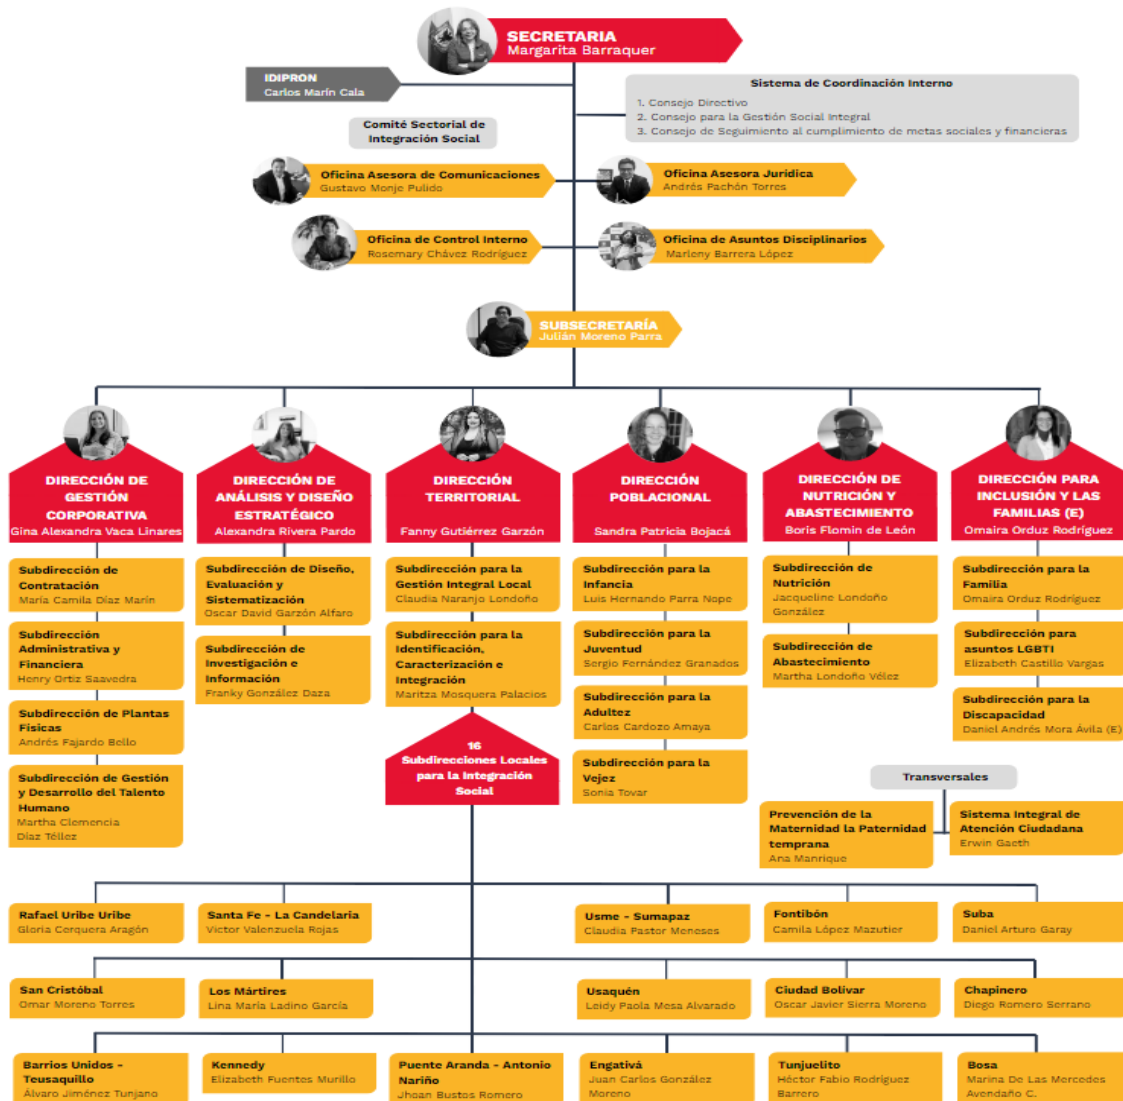 SECRETARIA
Margarita Barraquer
IDIPRON
Carlos Marín Cala
Sistema de Coordinación Interno
1. Consejo Directivo
2. Consejo para la Gestión Social Integral
3. Consejo de Seguimiento al cumplimiento de metas sociales y financieras
Comité Sectorial de
Integración Social
Oficina Asesora de Comunicaciones
Gustavo Monje Pulido
Oficina Asesora Jurídica
Andrés Pachón Torres
Oficina de Control Interno
Rosemary Chávez Rodríguez
Oficina de Asuntos Disciplinarios
Marleny Barrera López
SUBSECRETARÍA
Julián Moreno Parra
DIRECCIÓN DE
GESTIÓN
CORPORATIVA
Gina Alexandra Vaca Linares
DIRECCIÓN DE
ANÁLISIS Y DISEÑO
ESTRATÉGICO
Alexandra Rivera Pardo
DIRECCIÓN
TERRITORIAL
Fanny Gutiérrez Garzón
DIRECCIÓN
POBLACIONAL
Sandra Patricia Bojacá
DIRECCIÓN DE
NUTRICIÓN Y
ABASTECIMIENTO
Boris Flomin de León
DIRECCIÓN PARA
INCLUSIÓN Y LAS
FAMILIAS (E)
Omaira Orduz Rodríguez
Subdirección de
Contratación
María Camila Díaz Marín
Subdirección
Administrativa y
Financiera
Henry Ortiz Saavedra
Subdirección de Plantas
Físicas
Andrés Fajardo Bello
Subdirección de Gestión
y Desarrollo del Talento
Humano
Martha Clemencia
Díaz Téllez
Subdirección de Diseño,
Evaluación y
Sistematización
Oscar David Garzón Alfaro
Subdirección de
Investigación e
Información
Franky González Daza
Subdirección para la
Gestión Integral Local
Claudia Naranjo Londoño
Subdirección para la
Identificación,
Caracterización e
Integración
Maritza Mosquera Palacios
16
Subdirecciones Locales
para la Integración
Social
Subdirección para la
Infancia
Luis Hernando Parra Nope
Subdirección para la
Juventud
Sergio Fernández Granados
Subdirección para la
Adultez
Carlos Cardozo Amaya
Subdirección para la
Vejez
Sonia Tovar
Subdirección de
Nutrición
Jacqueline Londoño
González
Subdirección de
Abastecimiento
Martha Londoño Vélez
Subdirección para la
Familia
Omaira Orduz Rodríguez
Subdirección para
asuntos LGBTI
Elizabeth Castillo Vargas
Subdirección para la
Discapacidad
Daniel Andrés Mora Ávila (E)
Transversales
Prevención de la
Maternidad la Paternidad
temprana
Ana Manrique
Sistema Integral de
Atención Ciudadana
Erwin Gaeth
Rafael Uribe Uribe
Gloria Cerquera Aragón
Santa Fe - La Candelaria
Victor Valenzuela Rojas
Usme - Sumapaz
Claudia Pastor Meneses
Fontibón
Camila López Mazutier
Suba
Daniel Arturo Garay
San Cristóbal
Omar Moreno Torres
Los Mártires
Lina María Ladino García
Usaquén
Leidy Paola Mesa Alvarado
Ciudad Bolívar
Oscar Javier Sierra Moreno
Chapinero
Diego Romero Serrano
Barrios Unidos -
Teusaquillo
Álvaro Jiménez Tunjano
Kennedy
Elizabeth Fuentes Murillo
Puente Aranda - Antonio
Nariño
Jhoan Bustos Romero
Engativá
Juan Carlos González
Moreno
Tunjuelito
Héctor Fabio Rodríguez
Barrero
Bosa
Marina De Las Mercedes
Avendaño C.